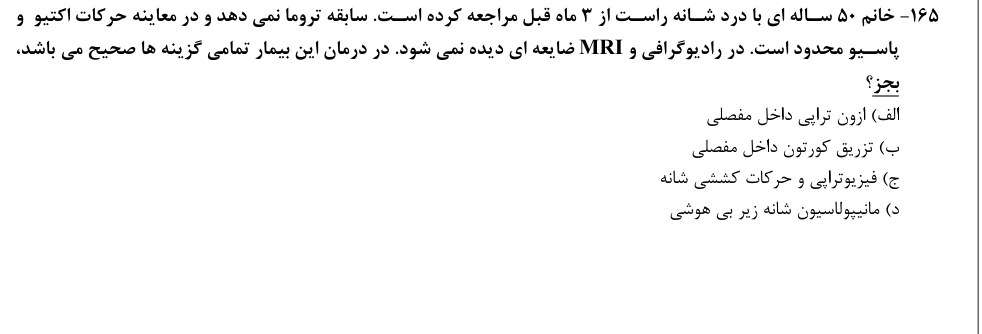 ۱۶۵- خانم ۵۰ ساله ای با درد شانه راست از ۳ ماه قبل مراجعه کرده است. سابقه تروما نمی دهد و در معاینه حرکات اکتیو و
پاسیو محدود است. در رادیوگرافی و MRI ضایعه ای دیده نمی شود. در درمان این بیمار تمامی گزینه ها صحیح می باشد،
بجز؟
الف) ازون تراپی داخل مفصلی
ب) تزریق کورتون داخل مفصلی
ج) فیزیوتراپی و حرکات کششی شانه
د) مانیپولاسیون شانه زیر بی هوشی